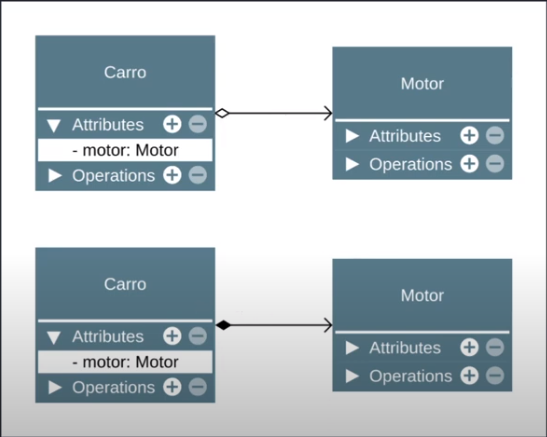 Carro
Attributes
- motor: Motor
Operations
Motor
Attributes
Operations
Carro
Attributes
- motor: Motor
Operations
Motor
Attributes
Operations